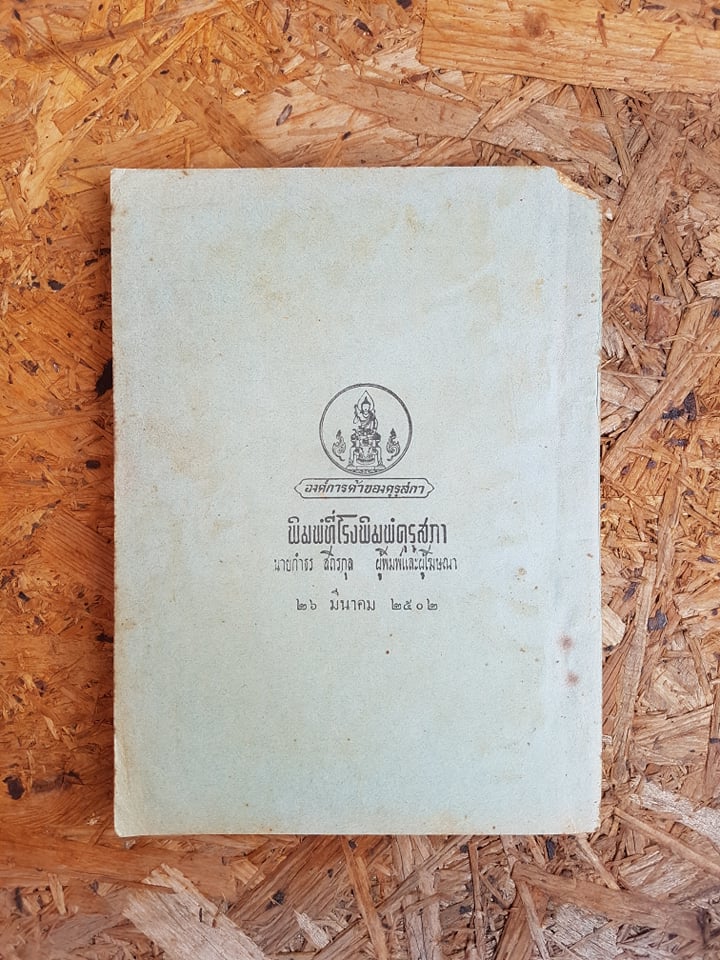 องค์การค้าของคุรุสภา
พิมพ์ที่โรงพิมพ์คุรุสภา
นายกำธร สถิรกุล ผู้พิมพ์และผู้โฆษณา
๒๖ มีนาคม ๒๕๐๒